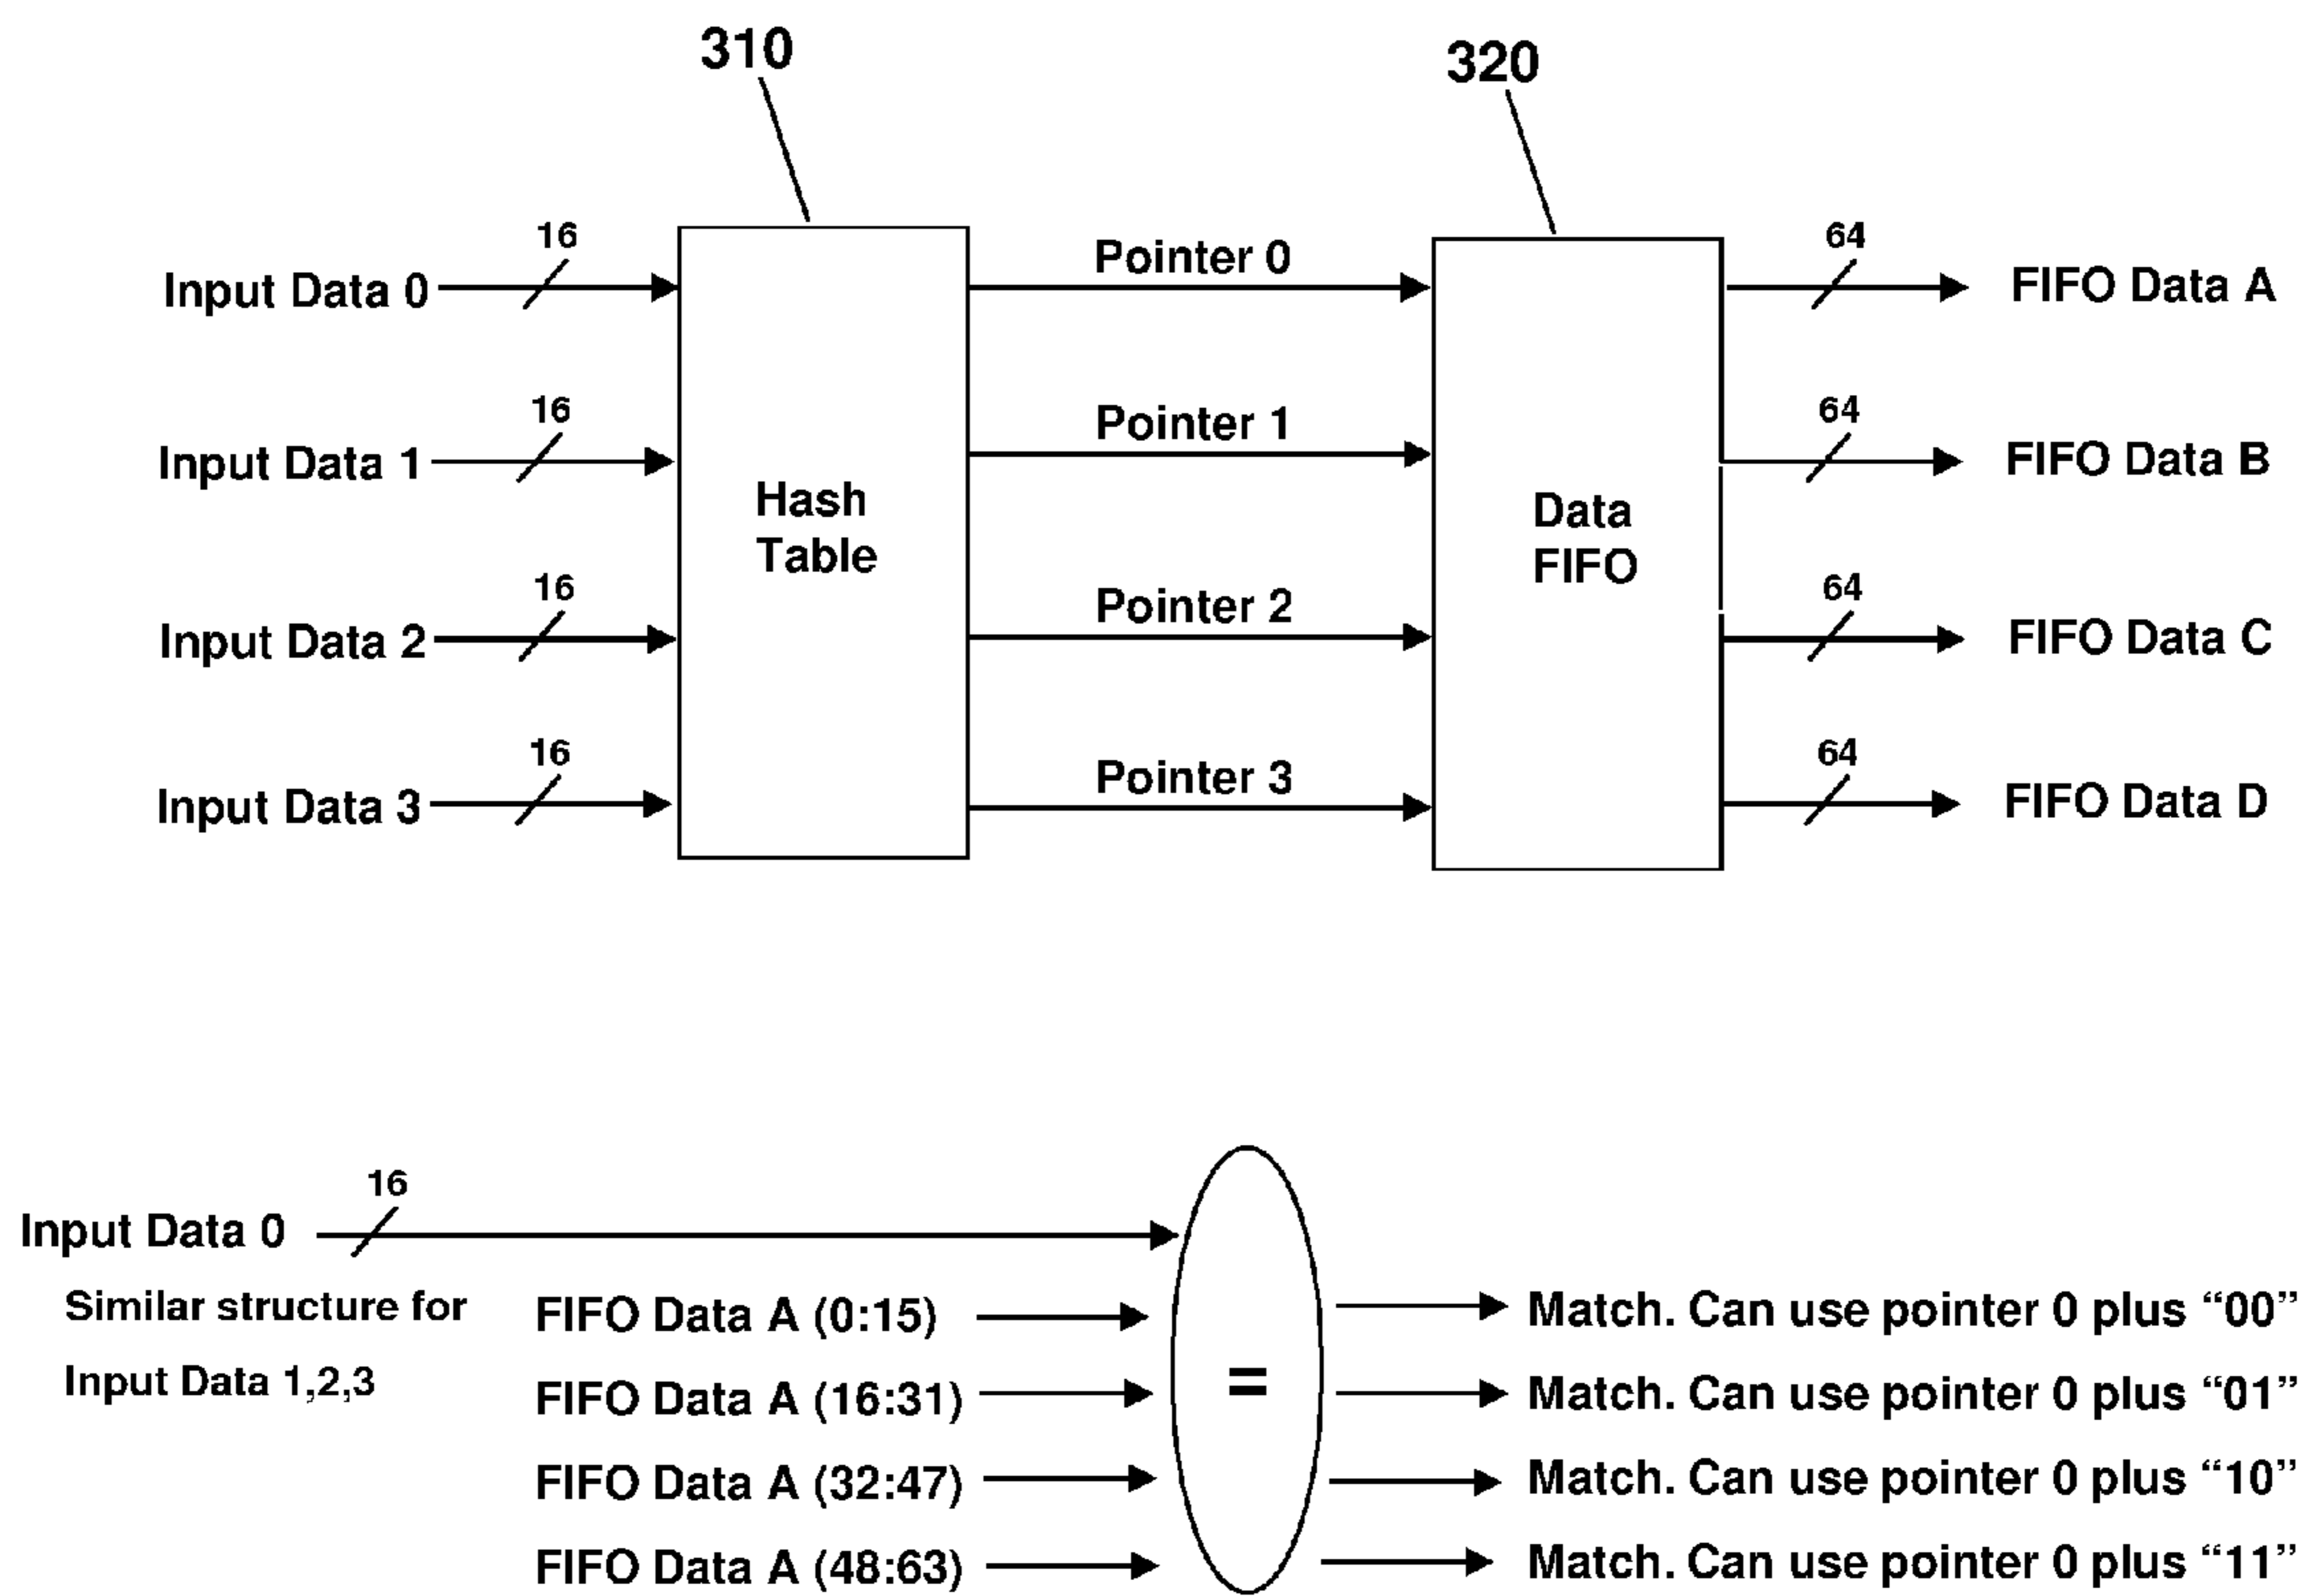 310
320
16
Pointer 0
64
Input Data 0
FIFO Data A
16
Pointer 1
64
Input Data 1
FIFO Data B
Hash
Table
Data
FIFO
16
Pointer 2
64
Input Data 2
FIFO Data C
16
Pointer 3
64
Input Data 3
FIFO Data D
16
Input Data 0
Similar structure for
Input Data 1,2,3
FIFO Data A (0:15)
FIFO Data A (16:31)
FIFO Data A (32:47)
FIFO Data A (48:63)
=
Match. Can use pointer 0 plus “00”
Match. Can use pointer 0 plus “01”
Match. Can use pointer 0 plus “10”
Match. Can use pointer 0 plus “11”